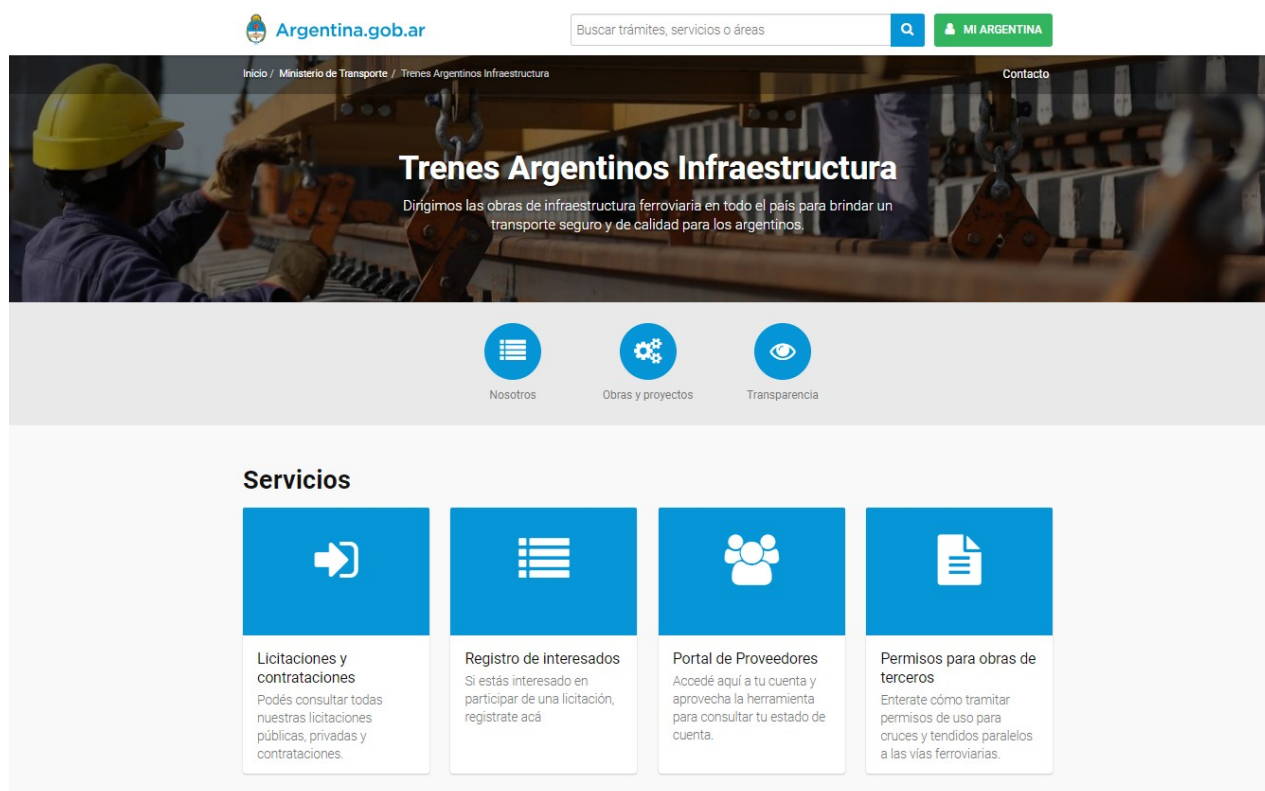 Argentina.gob.ar
Buscar trámites, servicios o áreas
MI ARGENTINA
Inicio / Ministerio de Transporte / Trenes Argentinos Infraestructura
Contacto
Trenes Argentinos Infraestructura
Dirigimos las obras de infraestructura ferroviaria en todo el país para brindar un
transporte seguro y de calidad para los argentinos.
Nosotros
Obras y proyectos
Transparencia
Servicios
Licitaciones y
contrataciones
Podés consultar todas
nuestras licitaciones
públicas, privadas y
contrataciones.
Registro de interesados
Si estás interesado en
participar de una licitación,
registrate acá
Portal de Proveedores
Accedé aquí a tu cuenta y
aprovecha la herramienta
para consultar tu estado de
cuenta.
Permisos para obras de
terceros
Enterate cómo tramitar
permisos de uso para
cruces y tendidos paralelos
a las vías ferroviarias.